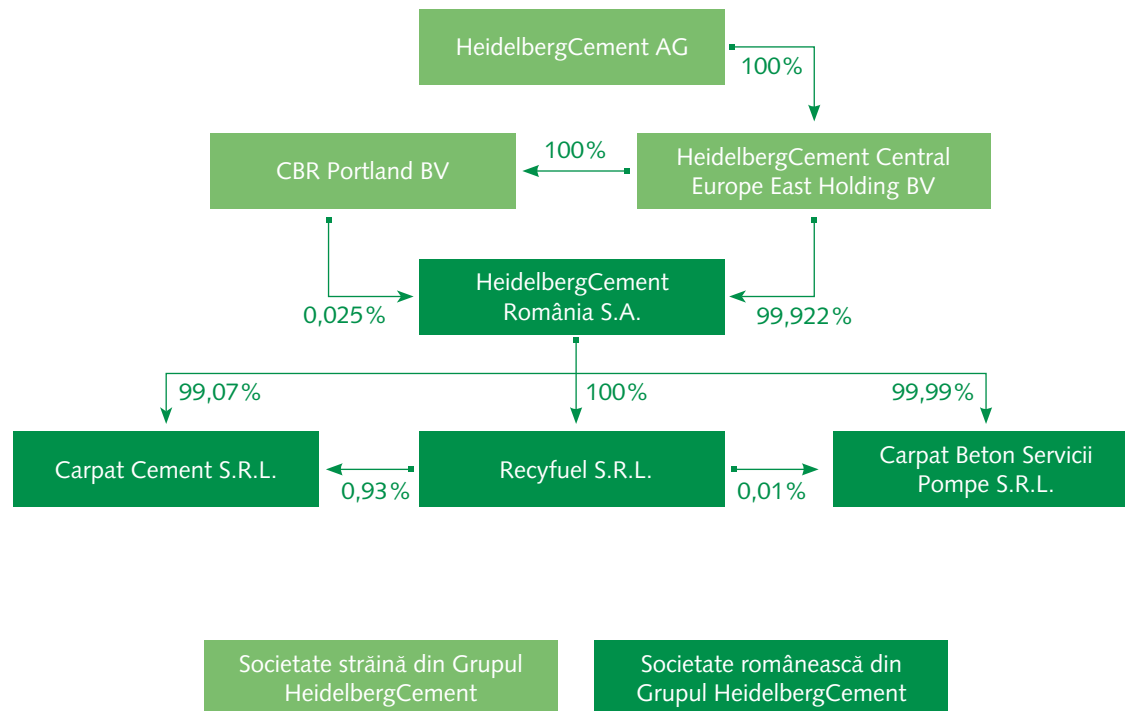 HeidelbergCement AG
100%
CBR Portland BV
100%
HeidelbergCement Central
Europe East Holding BV
HeidelbergCement
România S.A.
0,025%
99,922%
99,07%
100%
99,99%
Carpat Cement S.R.L.
0,93%
Recyfuel S.R.L.
0,01%
Carpat Beton Servicii
Pompe S.R.L.
Societate străină din Grupul
HeidelbergCement
Societate românească din
Grupul HeidelbergCement